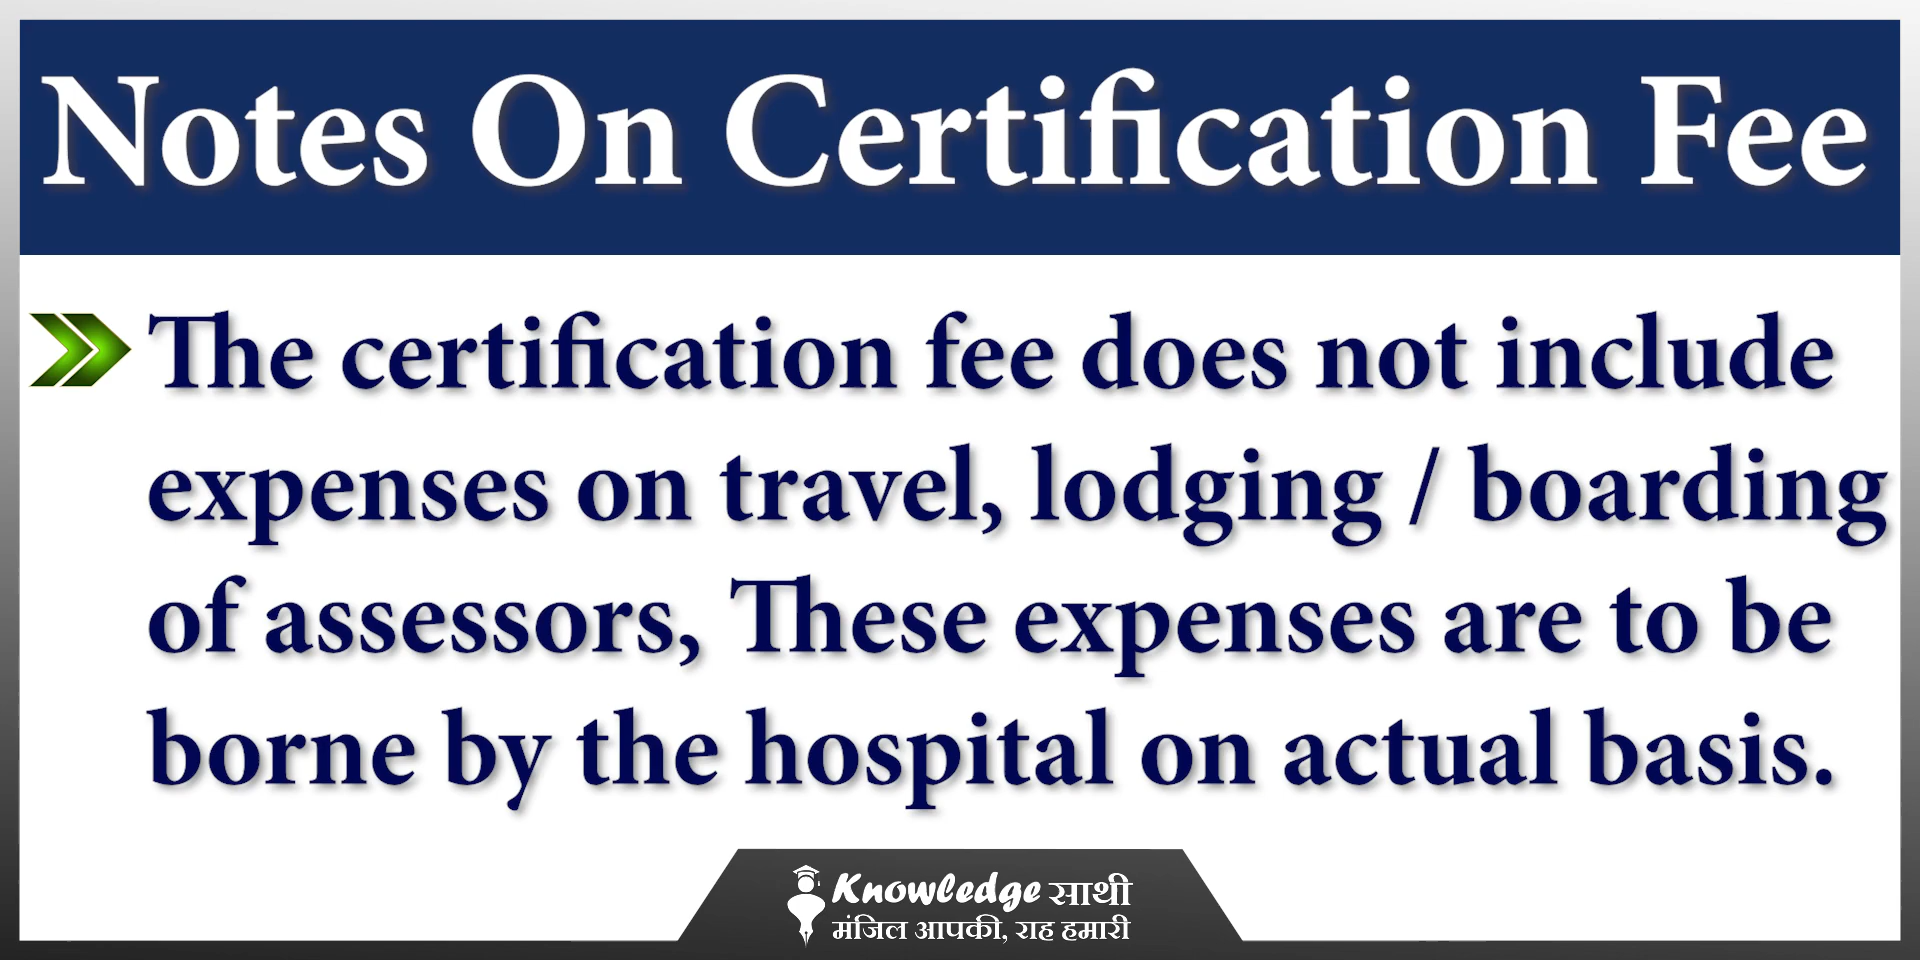 Notes On Certification Fee
The certification fee does not include
expenses on travel, lodging / boarding
of assessors, These expenses are to be
borne by the hospital on actual basis.
Knowledge साथी
मंजिल आपकी, राह हमारी